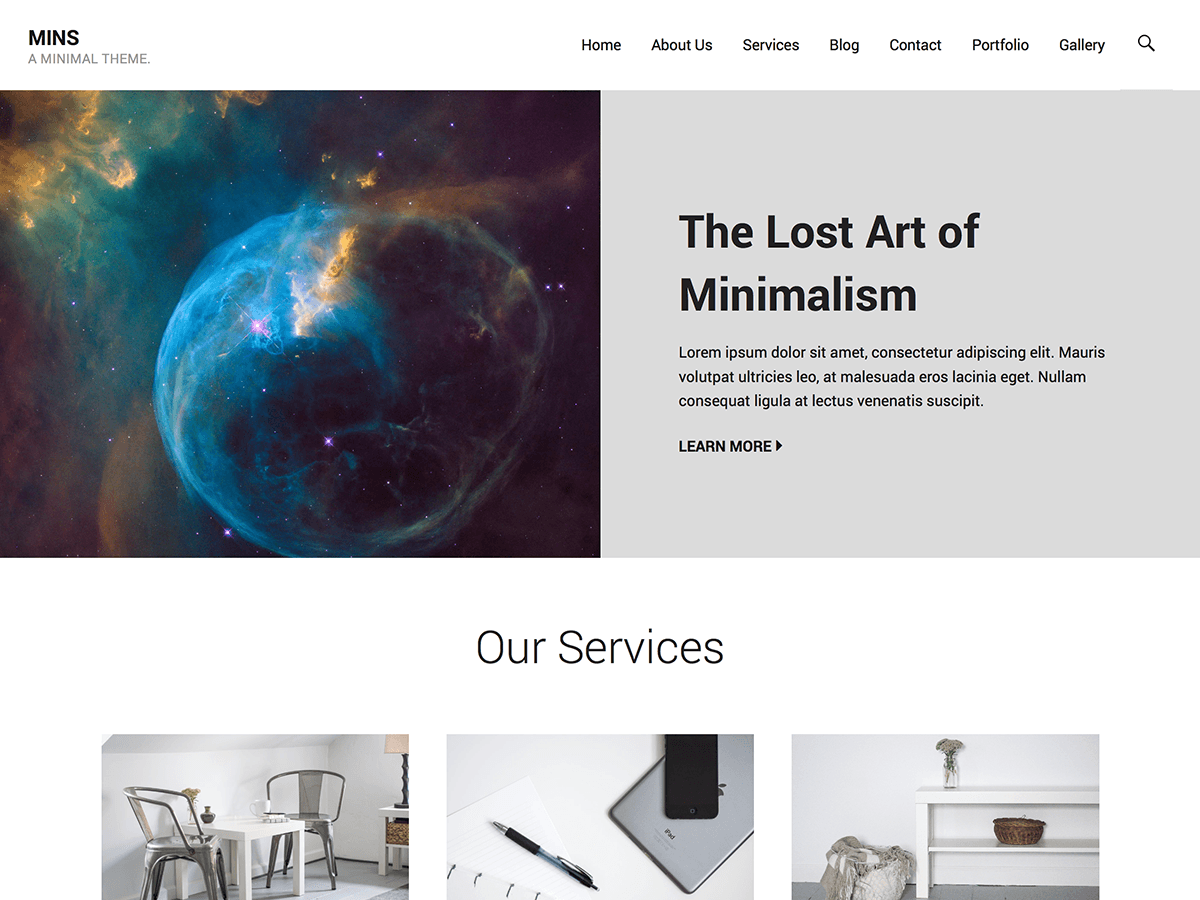 MINS
A MINIMAL THEME.
Home About Us Services Blog Contact Portfolio Gallery
The Lost Art of
Minimalism
Lorem ipsum dolor sit amet, consectetur adipiscing elit. Mauris
volutpat ultricies leo, at malesuada eros lacinia eget. Nullam
consequat ligula at lectus venenatis suscipit.
LEARN MORE
Our Services
iPad